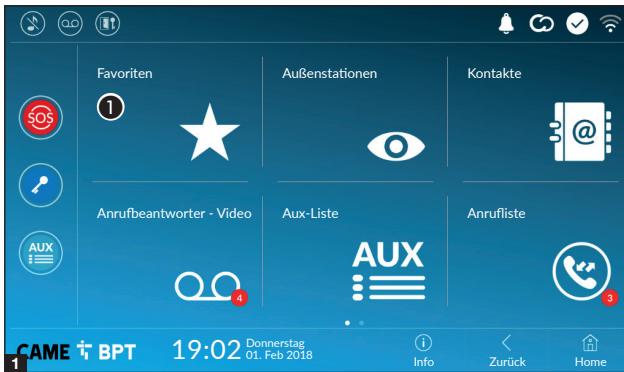 Favoriten
Außenstationen
Kontakte
1
SOS
@
Anrufbeantworter - Video
Aux-Liste
Anrufliste
AUX
AUX
4
3
CAME BPT
19:02
Donnerstag
01. Feb 2018
Info
Zurück
Home
1